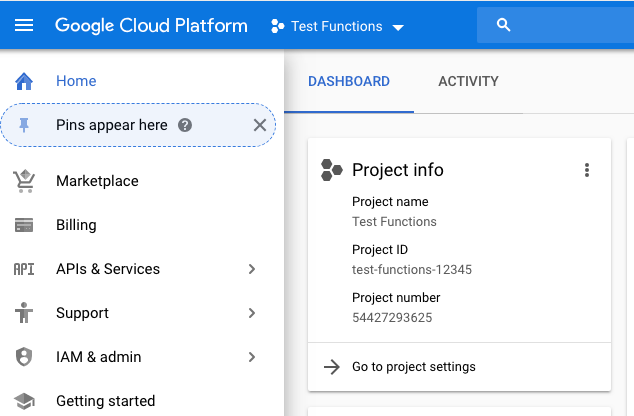 Google Cloud Platform
Test Functions
Home
Pins appear here
Marketplace
Billing
API APIs & Services
Support
IAM & admin
Getting started
DASHBOARD ACTIVITY
Project info
Project name
Test Functions
Project ID
test-functions-12345
Project number
54427293625
Go to project settings